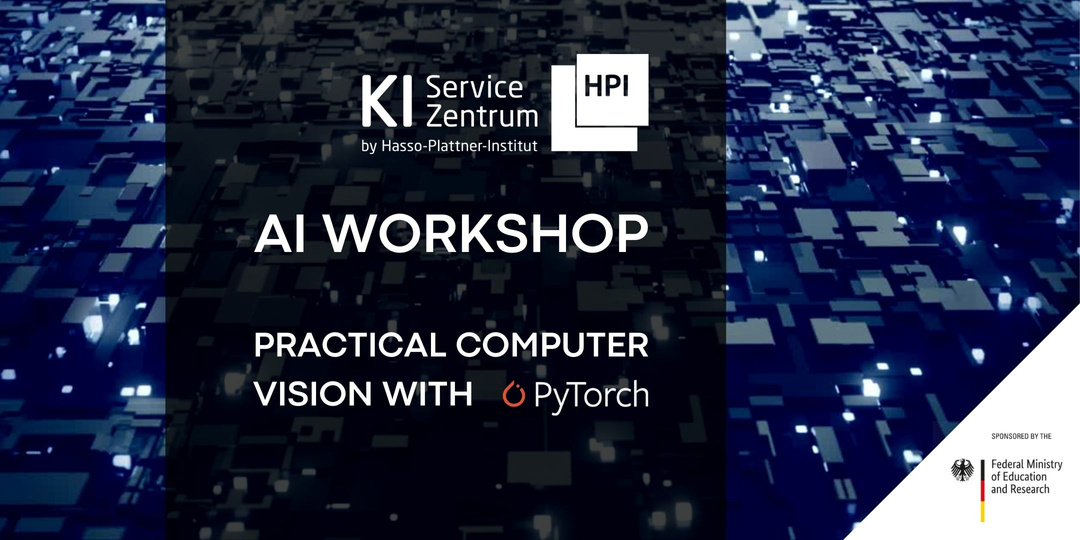 KI Service
Zentrum
by Hasso-Plattner-Institut
HPI
AI WORKSHOP
PRACTICAL COMPUTER
VISION WITH PyTorch
SPONSORED BY THE
Federal Ministry
of Education
and Research